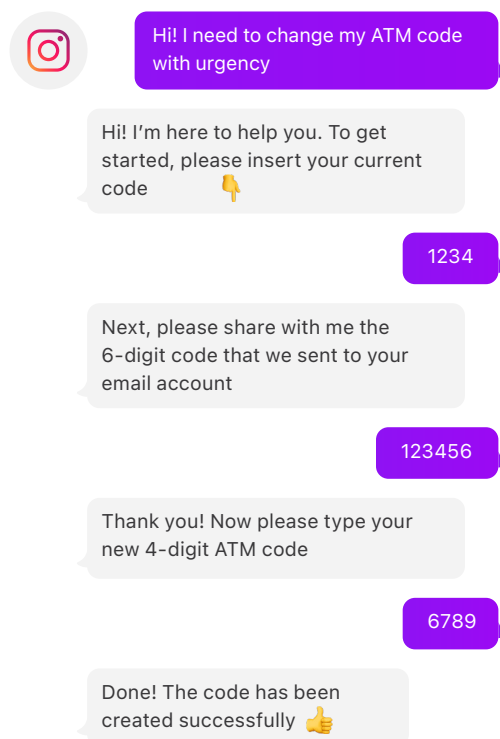 Hi! I need to change my ATM code
with urgency
Hi! I’m here to help you. To get
started, please insert your current
code 👇
1234
Next, please share with me the
6-digit code that we sent to your
email account
123456
Thank you! Now please type your
new 4-digit ATM code
6789
Done! The code has been
created successfully 👍